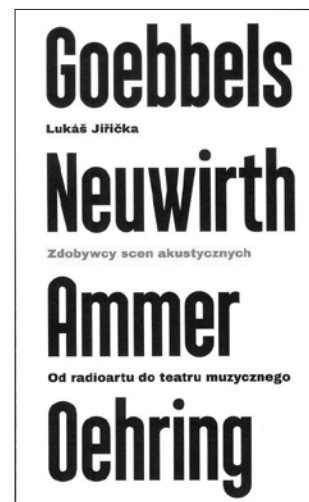 Goebbels
Lukáš Jiřička
Neuwirth
Zdobywcy scen akustycznych
Ammer
Od radioartu do teatru muzycznego
Oehring